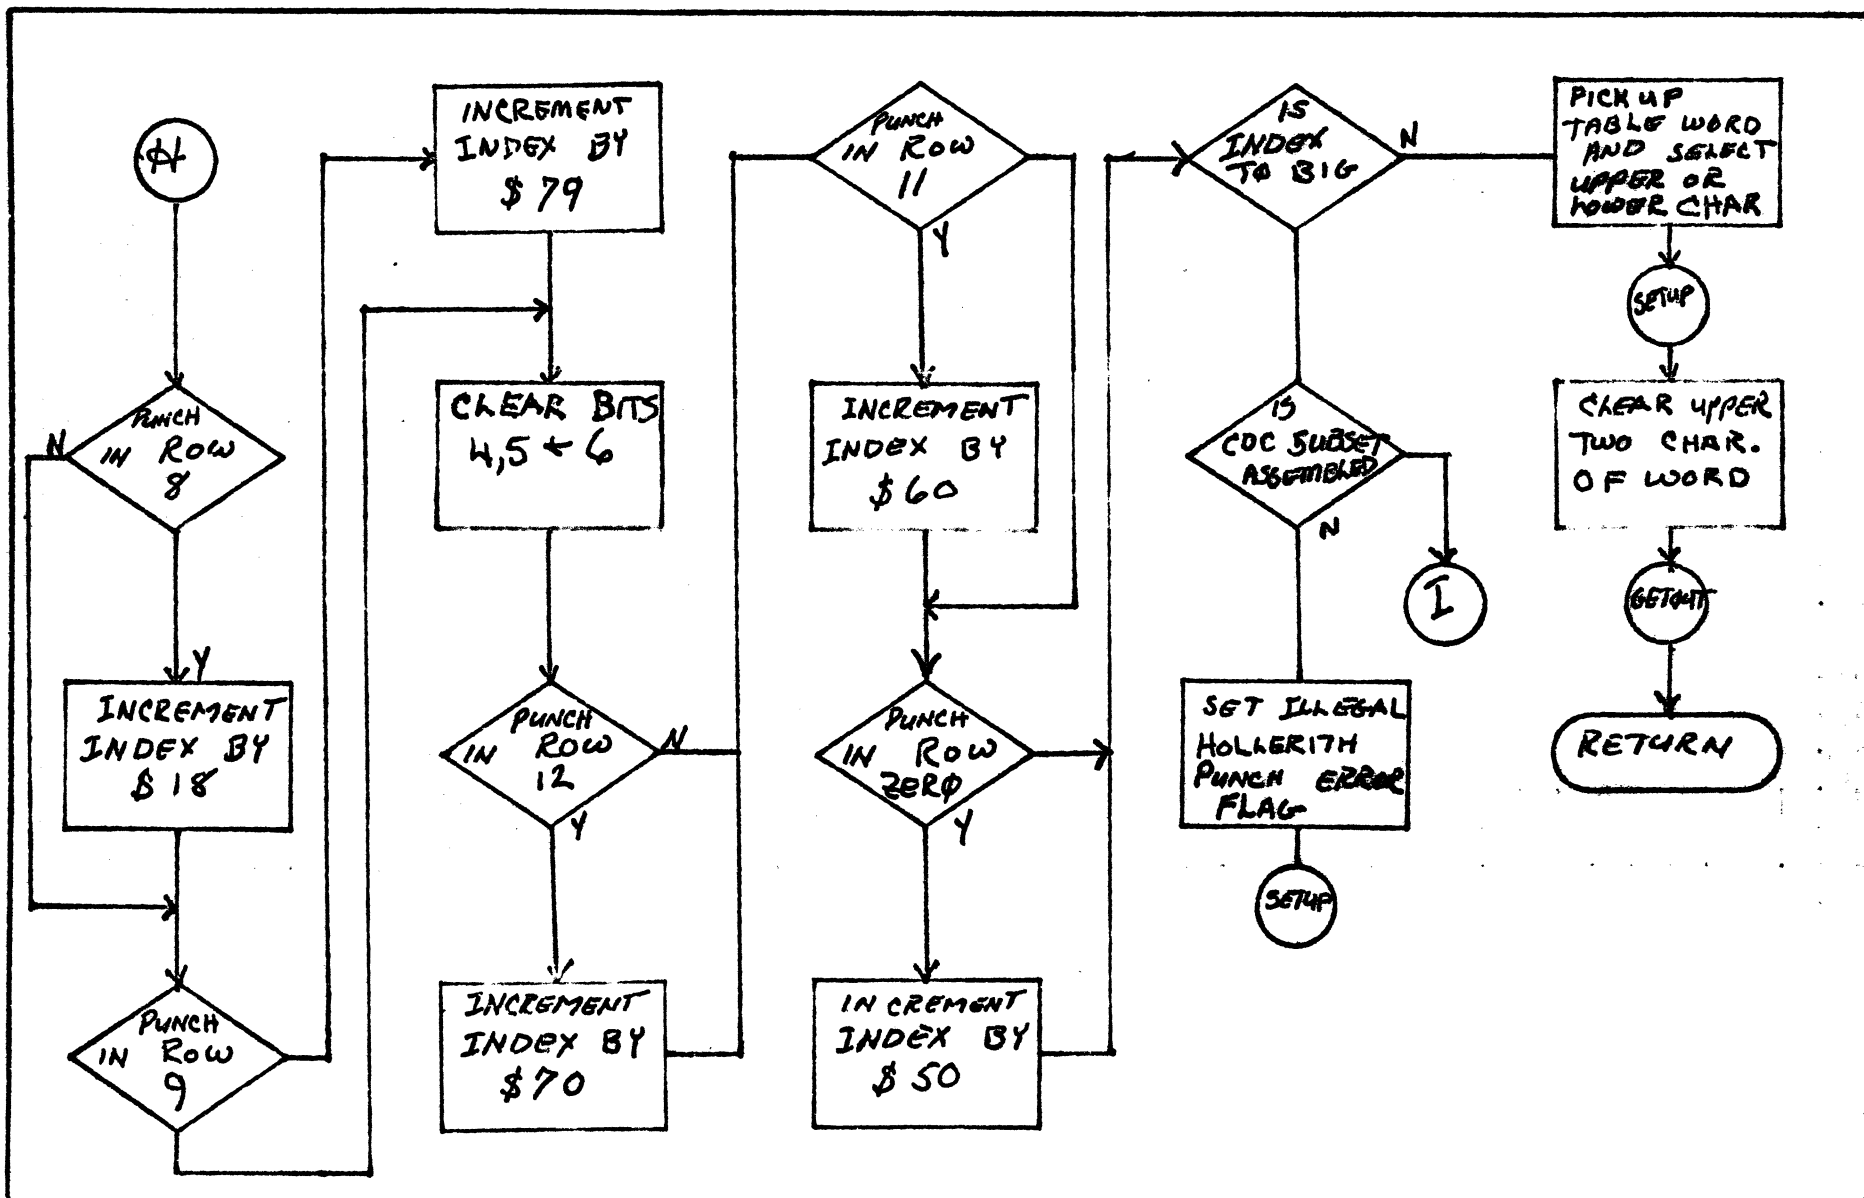 H
PUNCH
IN ROW
8
N
Y
INCREMENT
INDEX BY
$ 18
PUNCH
IN ROW
9
INCREMENT
INDEX BY
$ 79
CLEAR BITS
4,5 + 6
PUNCH
IN ROW
12
N
Y
INCREMENT
INDEX BY
$ 70
PUNCH
IN ROW
11
Y
INCREMENT
INDEX BY
$ 60
PUNCH
IN ROW
ZERØ
Y
INCREMENT
INDEX BY
$ 50
IS
INDEX
TØ BIG
N
IS
CDC SUBSET
ASSEMBLED
N
I
SET ILLEGAL
HOLLERITH
PUNCH ERROR
FLAG
SETUP
PICK UP
TABLE WORD
AND SELECT
UPPER OR
LOWER CHAR
SETUP
CLEAR UPPER
TWO CHAR.
OF WORD
GETØUT
RETURN